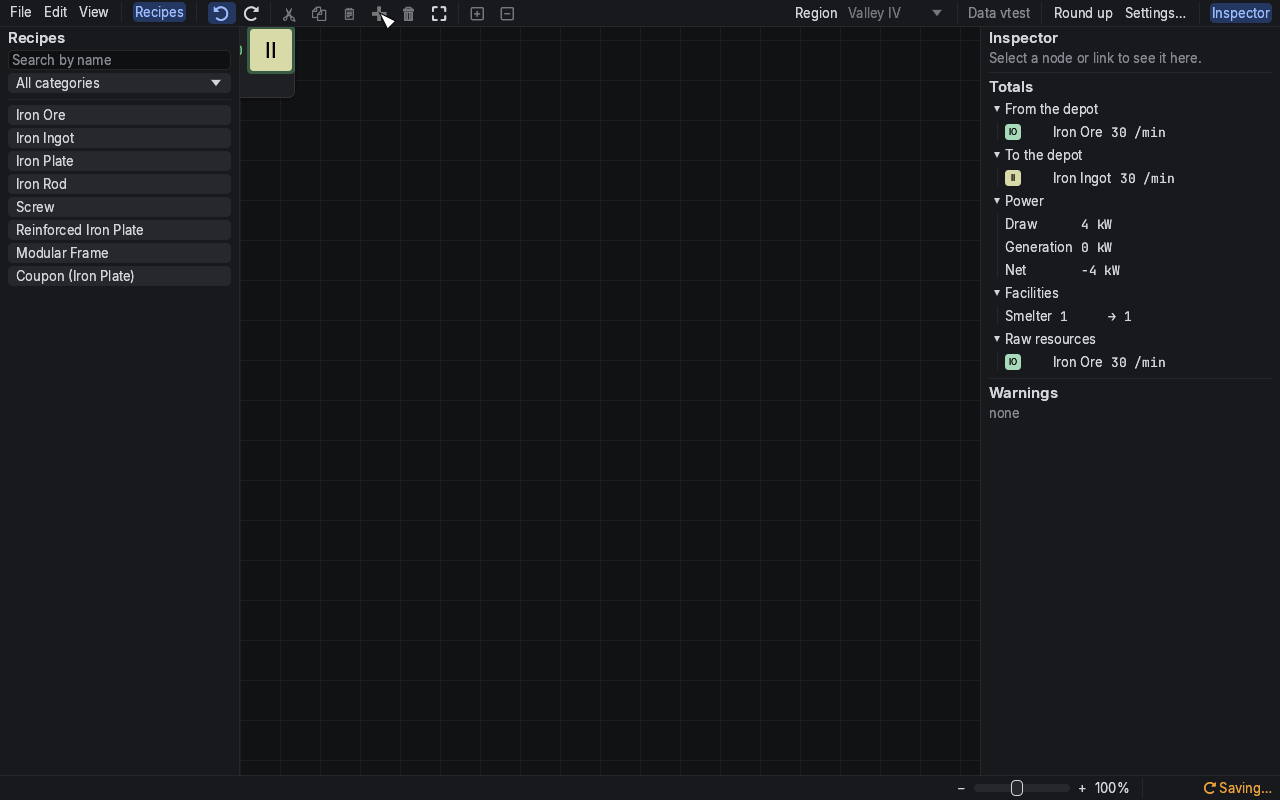 File Edit View Recipes Region Valley IV Data vtest Round up Settings... Inspector
Recipes
Search by name
All categories
Iron Ore
Iron Ingot
Iron Plate
Iron Rod
Screw
Reinforced Iron Plate
Modular Frame
Coupon (Iron Plate)
II
Inspector
Select a node or link to see it here.
Totals
From the depot
IO Iron Ore 30 /min
To the depot
II Iron Ingot 30 /min
Power
Draw 4 kW
Generation 0 kW
Net -4 kW
Facilities
Smelter 1 → 1
Raw resources
IO Iron Ore 30 /min
Warnings
none
− + 100% Saving...